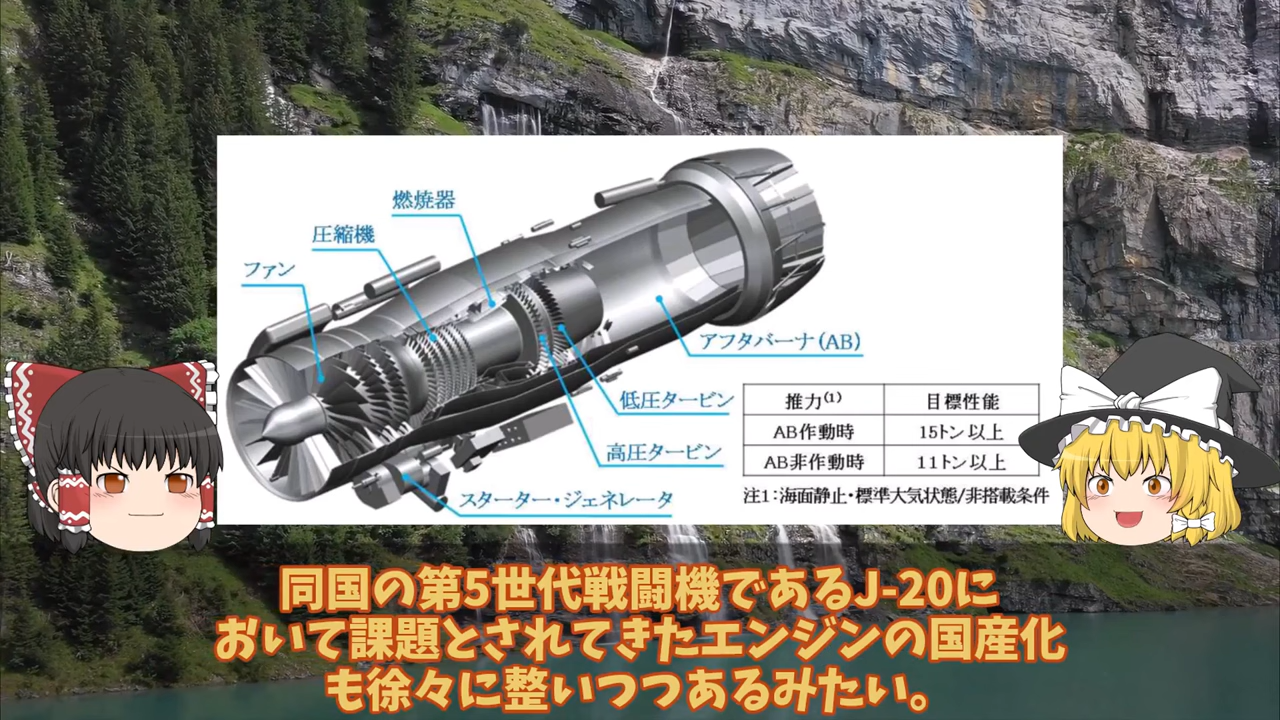 燃焼器
圧縮機
ファン
アフタバーナ(AB)
低圧タービン
高圧タービン
スターター・ジェネレータ
推力(1) 目標性能
AB作動時 15トン以上
AB非作動時 11トン以上
注1:海面静止・標準大気状態/非搭載条件
同国の第5世代戦闘機であるJ-20に
おいて課題とされてきたエンジンの国産化
も徐々に整いつつあるみたい。